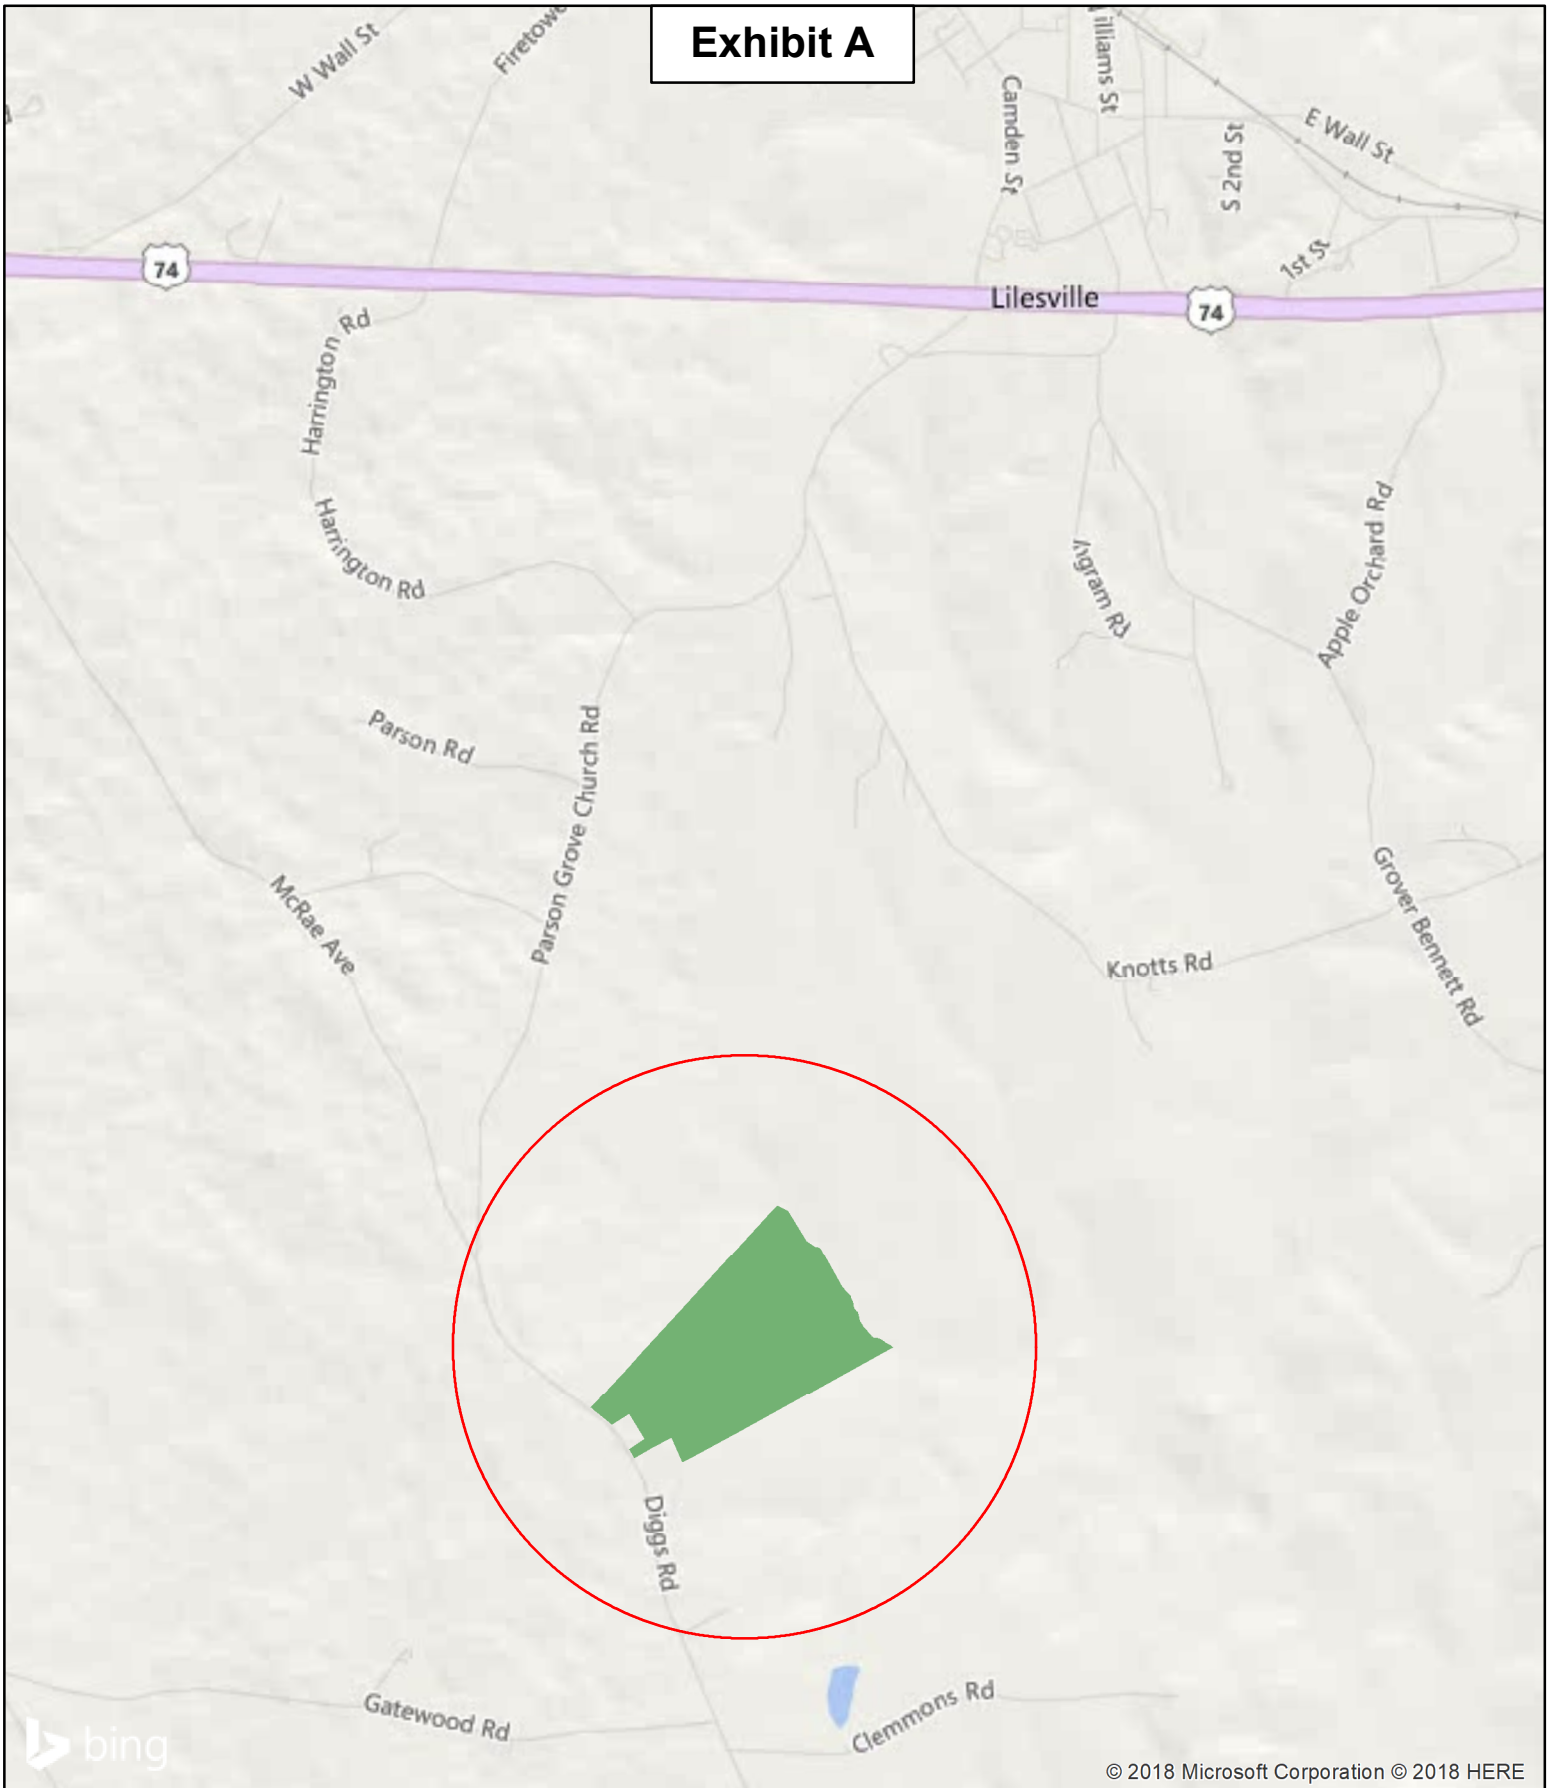 Exhibit A
W Wall St
Camden St
S 2nd St
E Wall St
1st St
74
Lilesville
74
Harrington Rd
Harrington Rd
Ingram Rd
Apple Orchard Rd
Parson Rd
Parson Grove Church Rd
McRae Ave
Knotts Rd
Grover Bennett Rd
Diggs Rd
Gatewood Rd
Clemmons Rd
bing
© 2018 Microsoft Corporation © 2018 HERE